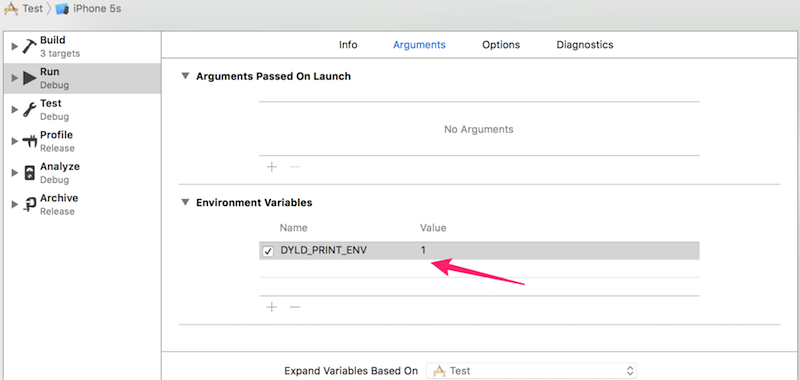 Test › iPhone 5s
Build
3 targets
Run
Debug
Test
Debug
Profile
Release
Analyze
Debug
Archive
Release
Info Arguments Options Diagnostics
Arguments Passed On Launch
No Arguments
Environment Variables
Name Value
DYLD_PRINT_ENV 1
Expand Variables Based On Test